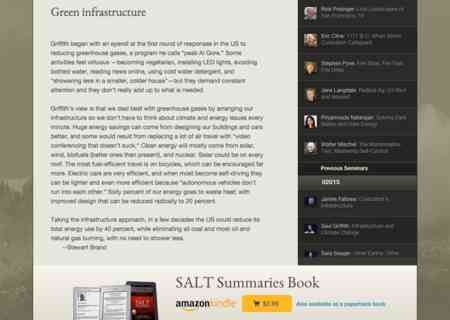 Green infrastructure
Griffith began with an eyeroll at the first round of responses in the US to
reducing greenhouse gases, a program he calls "peak Al Gore." Some
activities feel virtuous — becoming vegetarian, installing LED lights, avoiding
bottled water, reading news online, using cold water detergent, and
"showering less in a smaller, colder house" — but they demand constant
attention and they don't really add up to what is needed.
Griffith's view is that we deal best with greenhouse gases by arranging our
infrastructure so we don't have to think about climate and energy issues every
minute. Huge energy savings can come from designing our buildings and cars
better, and some would result from replacing a lot of air travel with "video
conferencing that doesn't suck." Clean energy will mostly come from solar,
wind, biofuels (better ones than present), and nuclear. Solar could be on every
roof. The most fuel-efficient travel is on bicycles, which can be encouraged far
more. Electric cars are very efficient, and when most become self-driving they
can be lighter and even more efficient because "autonomous vehicles don't
run into each other." Sixty percent of our energy goes to waste heat; with
improved design that can be reduced radically to 20 percent.
Taking the infrastructure approach, in a few decades the US could reduce its
total energy use by 40 percent, while eliminating all coal and most oil and
natural gas burning, with no need to shower less.
—Stewart Brand
Rick Prelinger: Lost Landscapes of
San Francisco, 10
Eric Cline: 1177 B.C: When
Civilization Collapsed
Stephen Pyne: Fire Slow, Fire Fast,
Fire Deep
Jane Langdale: Radical Ag: C4 Rice
and Beyond
Priyamvada Natarajan: Solving Dark
Matter and Dark Energy
Walter Mischel: The Marshmallow
Test: Mastering Self-Control
Previous Seminars
2015
James Fallows: Civilization's
Infrastructure
Saul Griffith: Infrastructure and
Climate Change
Sara Seager: Other Earths. Other
SALT Summaries Book
SALT
amazonkindle
$2.99
Also available as a paperback book